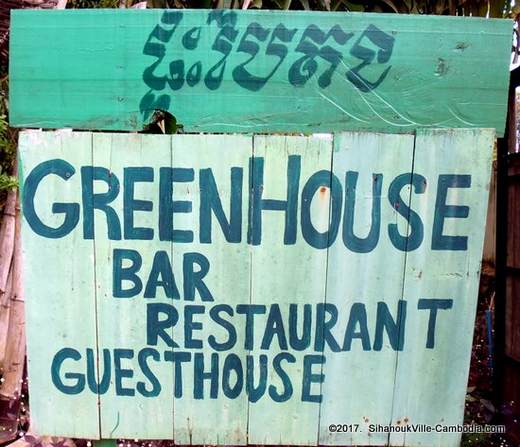 ផ្ទះបៃតង
GREENHOUSE
BAR
RESTAURANT
GUESTHOUSE
©2017. SihanoukVille-Cambodia.com